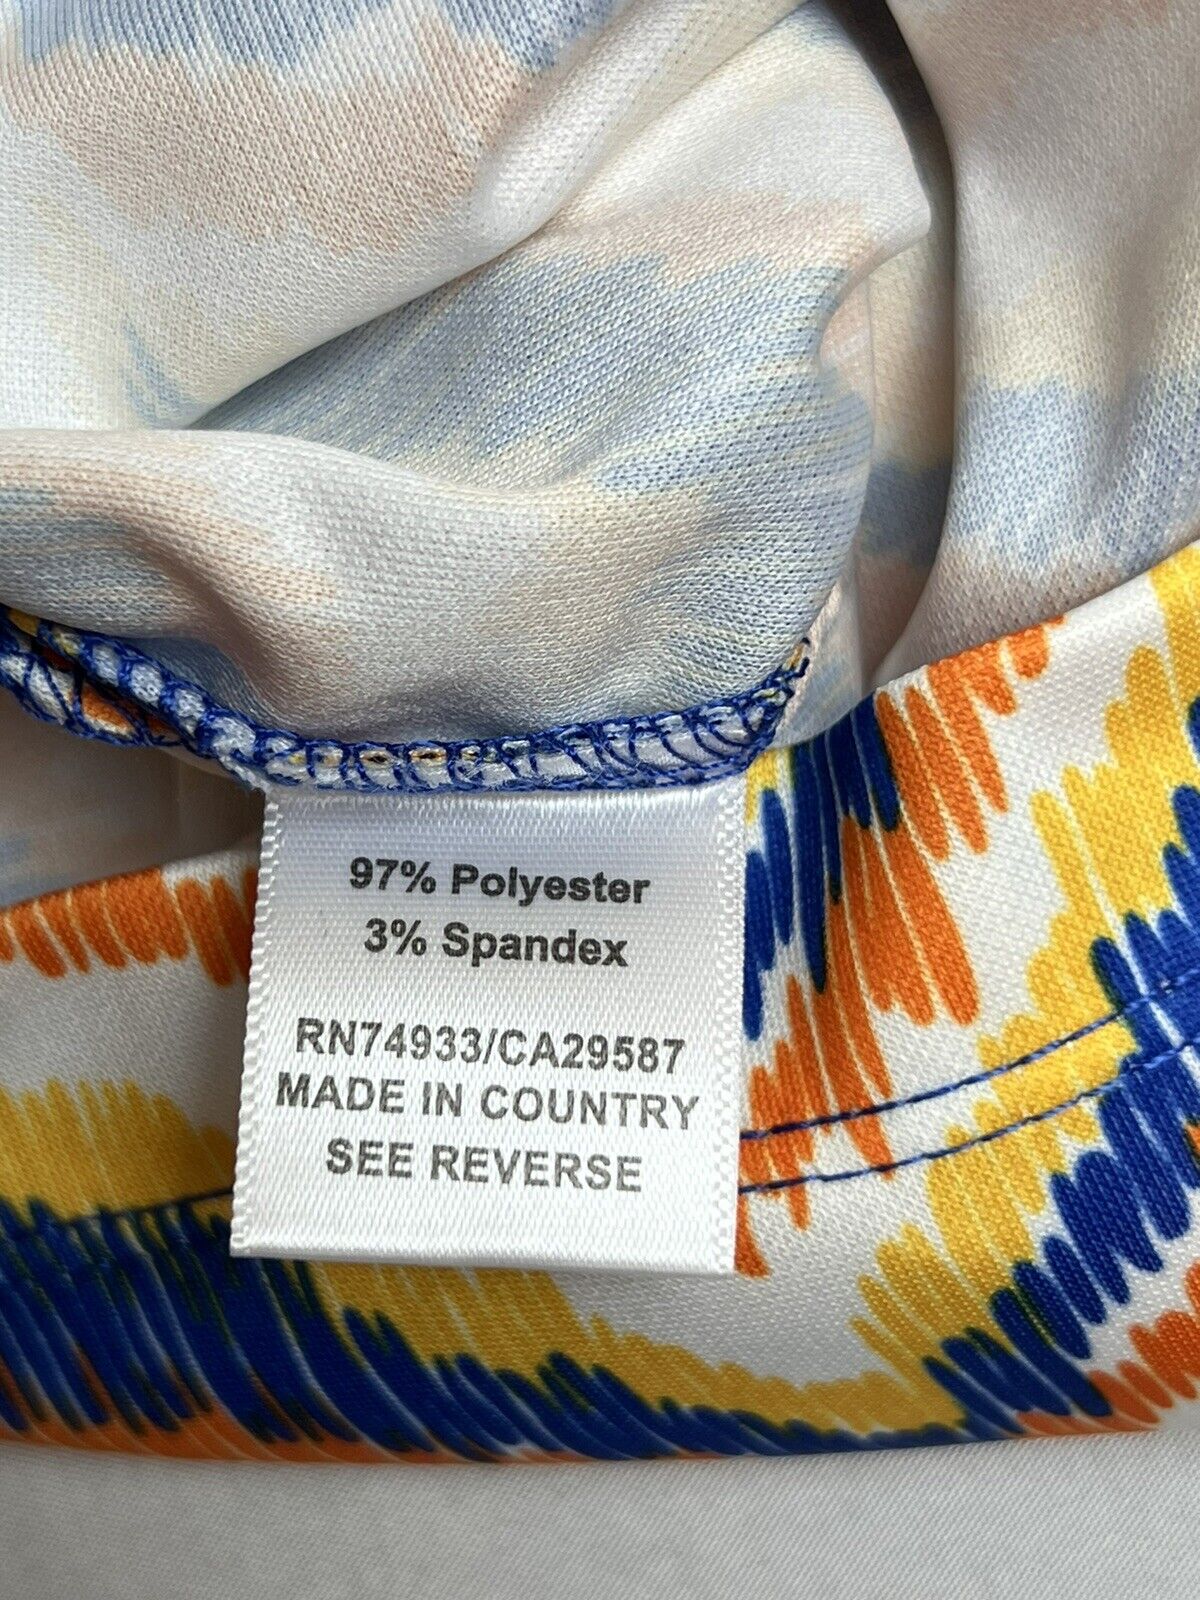 97% Polyester
3% Spandex
RN74933/CA29587
MADE IN COUNTRY
SEE REVERSE